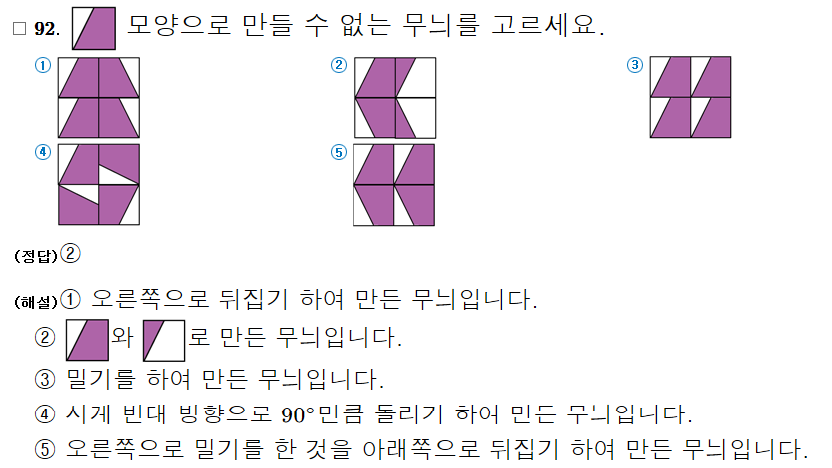 □ 92. 모양으로 만들 수 없는 무늬를 고르세요.
① ② ③
④ ⑤
(정답)②
(해설)① 오른쪽으로 뒤집기 하여 만든 무늬입니다.
② 와 로 만든 무늬입니다.
③ 밀기를 하여 만든 무늬입니다.
④ 시계 반대 방향으로 90°만큼 돌리기 하여 만든 무늬입니다.
⑤ 오른쪽으로 밀기를 한 것을 아래쪽으로 뒤집기 하여 만든 무늬입니다.